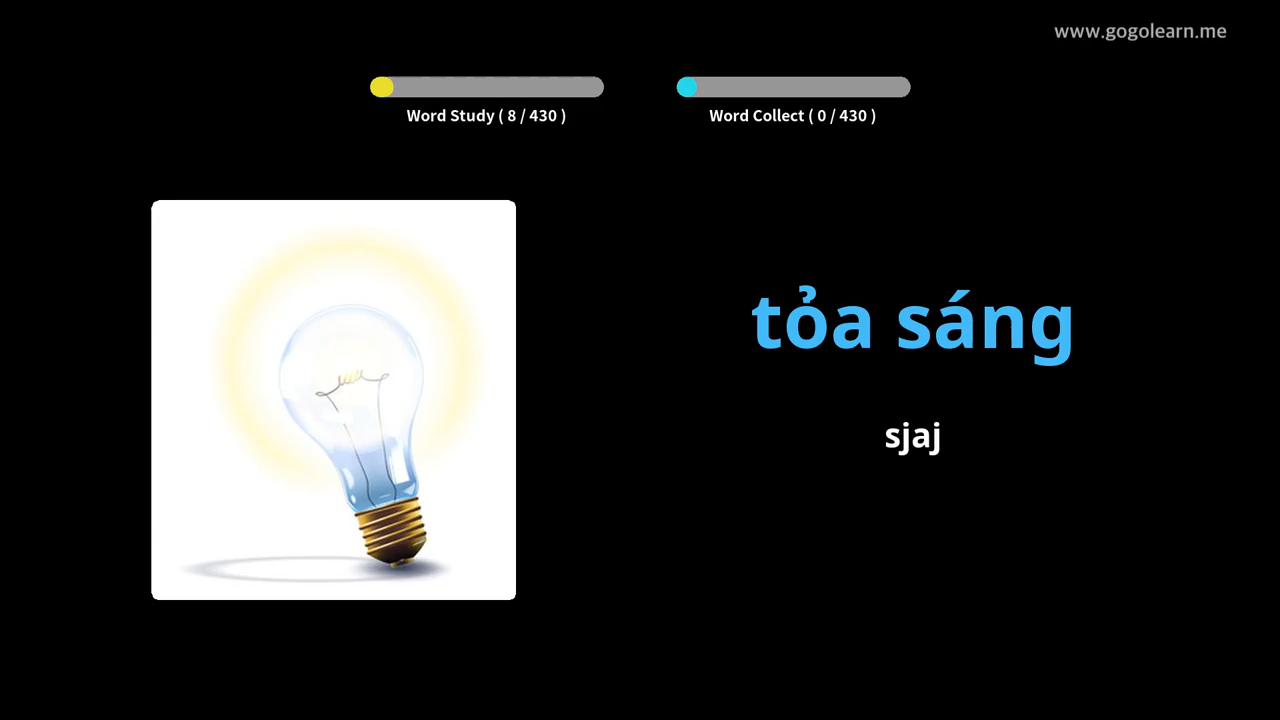 www.gogolearn.me
Word Study ( 8 / 430 )
Word Collect ( 0 / 430 )
tỏa sáng
sjaj